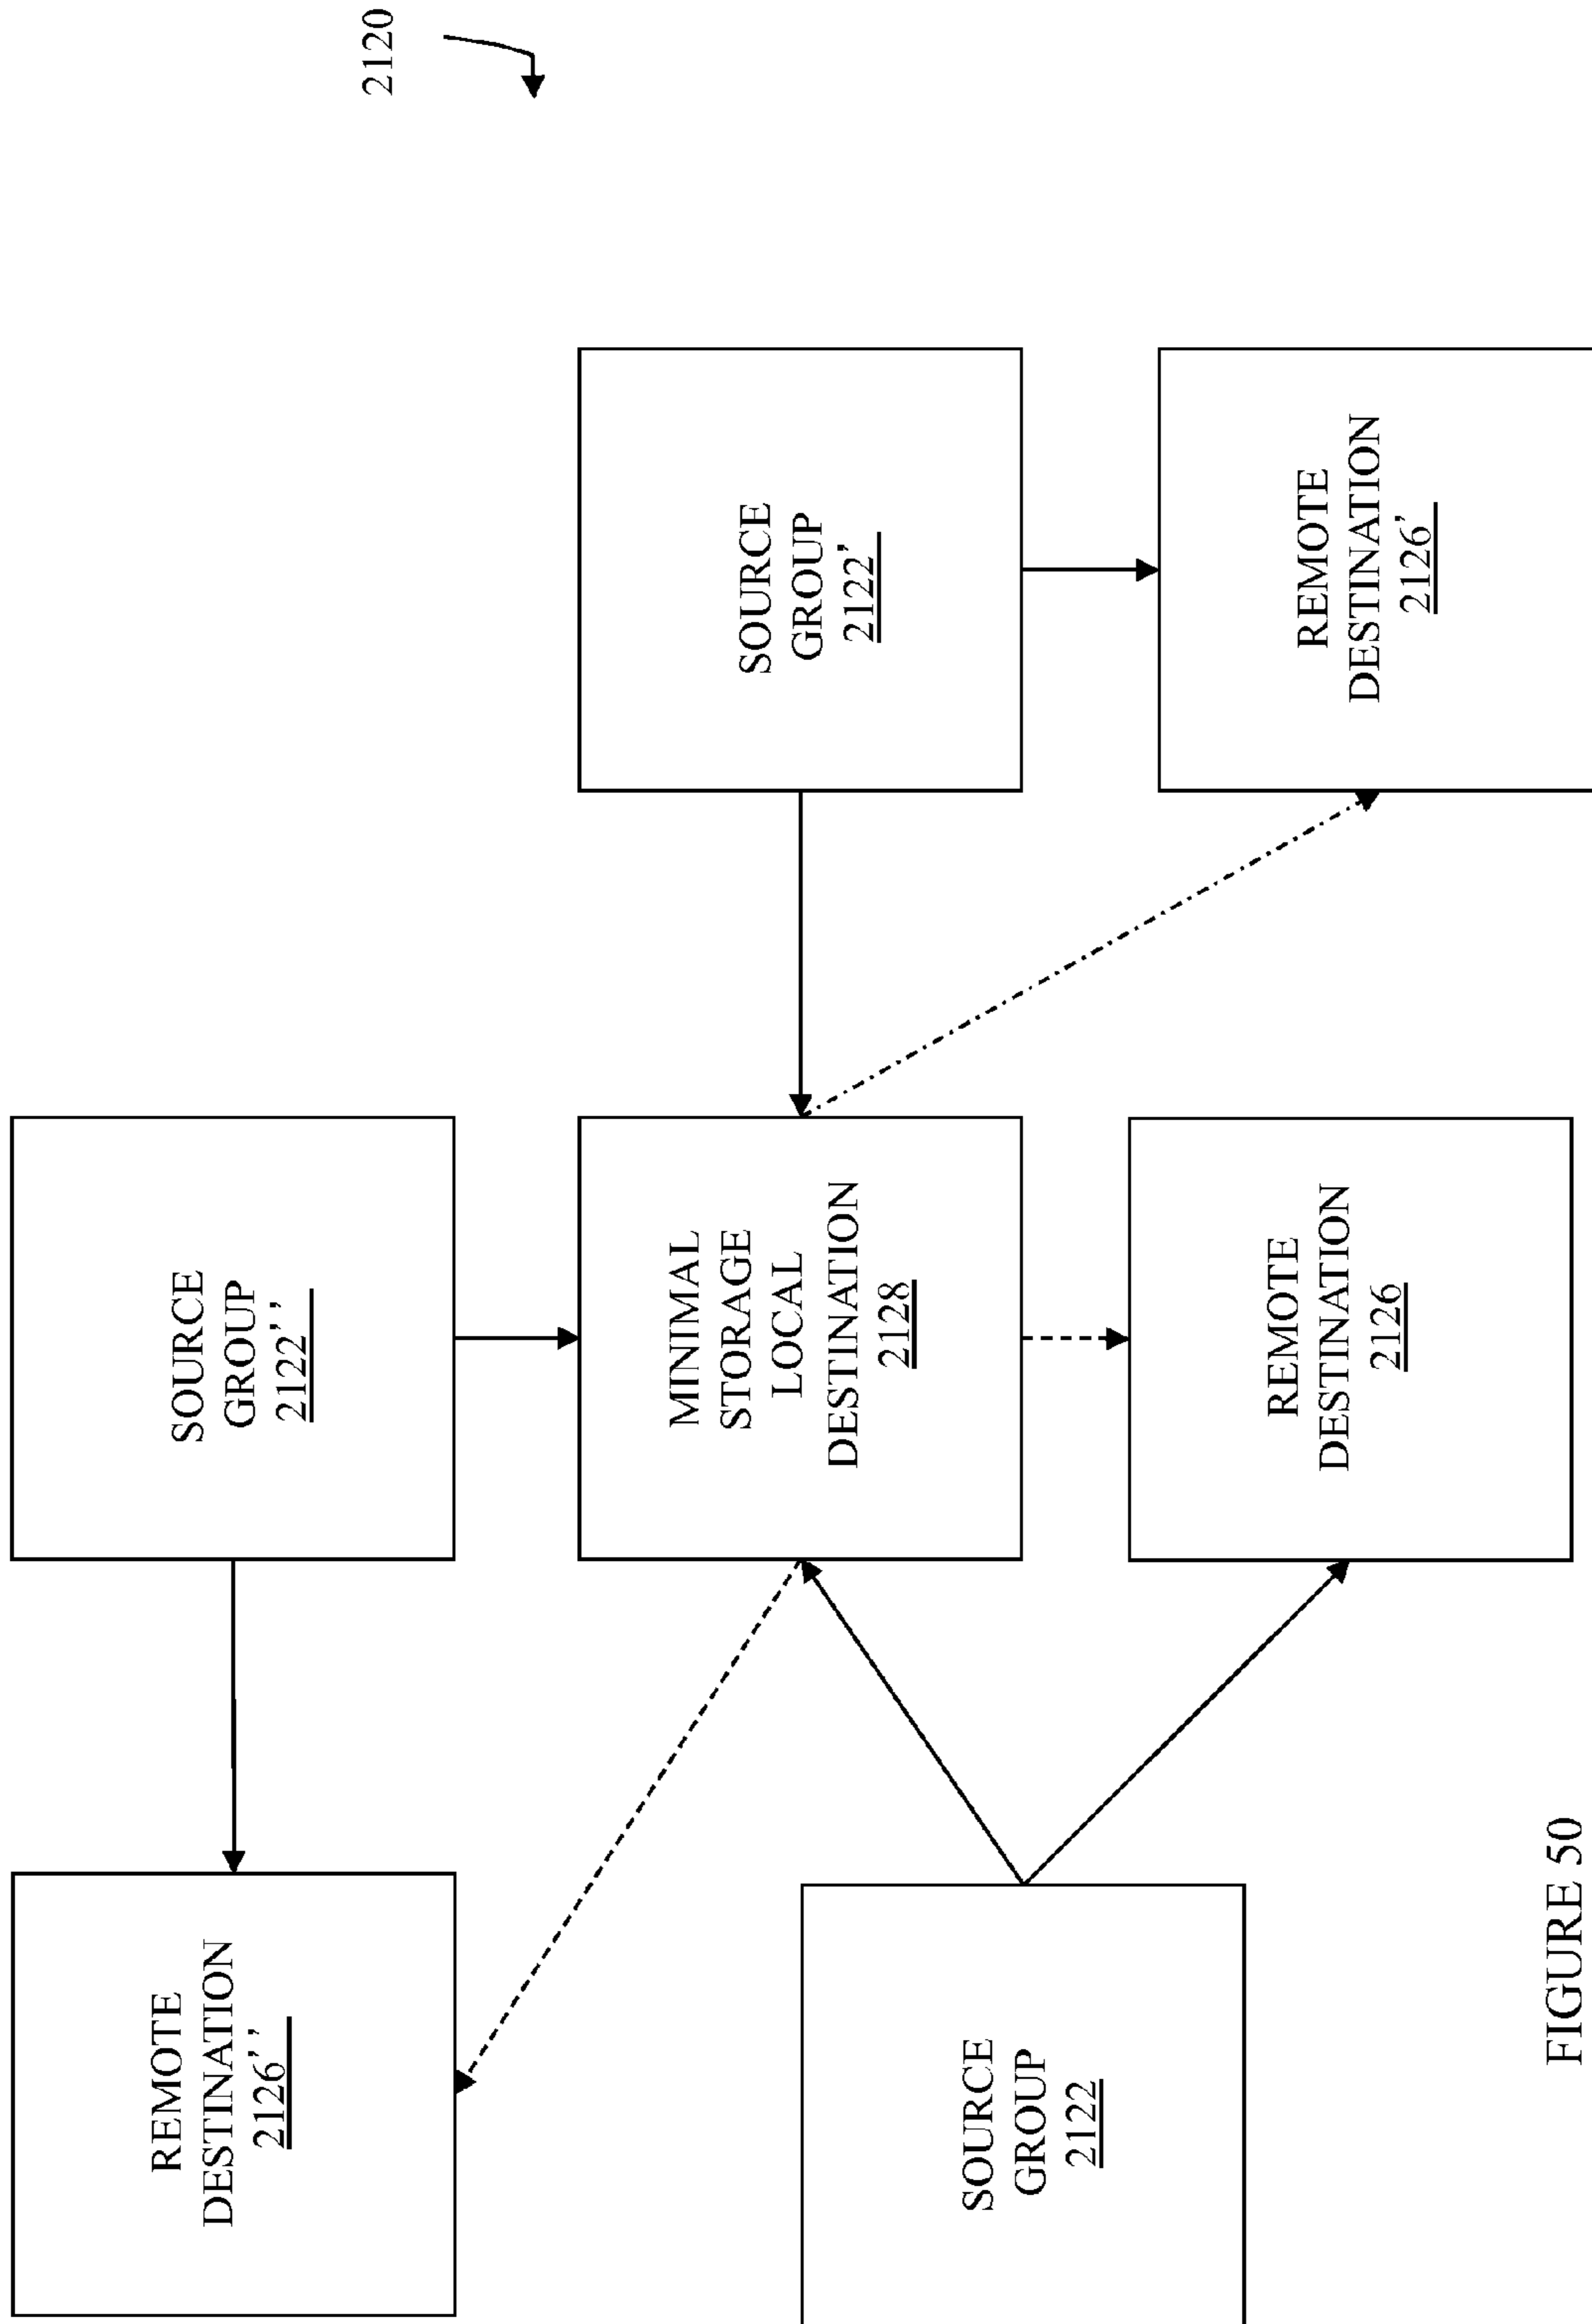 REMOTE
DESTINATION
2126''
SOURCE
GROUP
2122''
2120
MINIMAL
STORAGE
LOCAL
DESTINATION
2128
SOURCE
GROUP
2122'
SOURCE
GROUP
2122
REMOTE
DESTINATION
2126
REMOTE
DESTINATION
2126'
FIGURE 50